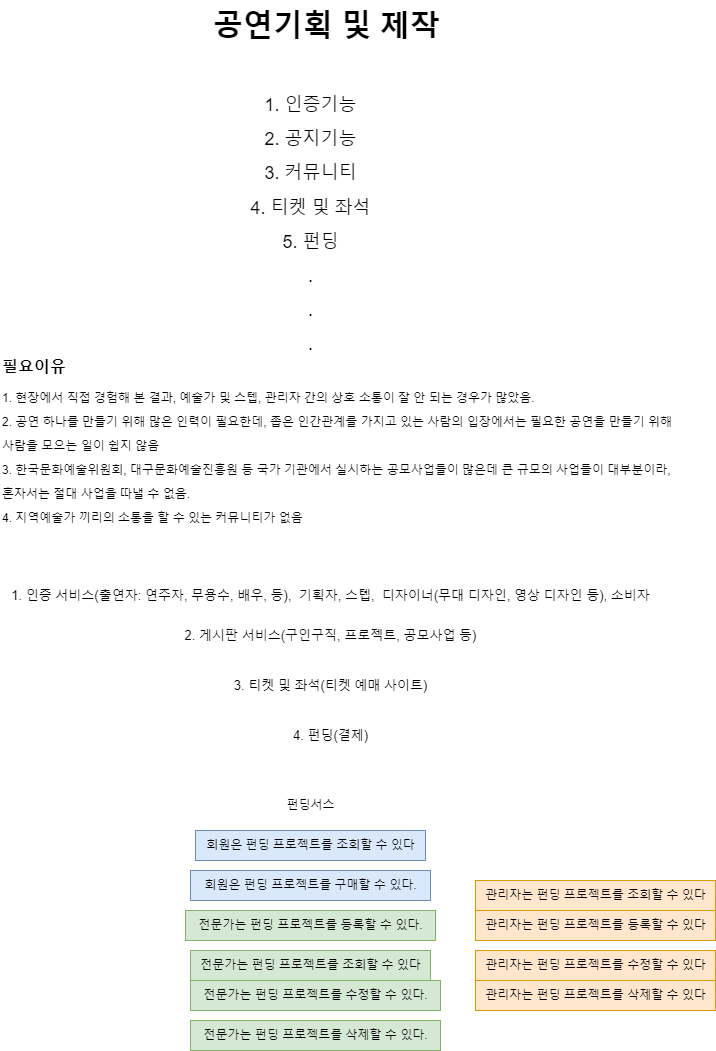 공연기획 및 제작
1. 인증기능
2. 공지기능
3. 커뮤니티
4. 티켓 및 좌석
5. 펀딩
.
.
.
필요이유
1. 현장에서 직접 경험해 본 결과, 예술가 및 스텝, 관리자 간의 상호 소통이 잘 안 되는 경우가 많았음.
2. 공연 하나를 만들기 위해 많은 인력이 필요한데, 좁은 인간관계를 가지고 있는 사람의 입장에서는 필요한 공연을 만들기 위해
사람을 모으는 일이 쉽지 않음
3. 한국문화예술위원회, 대구문화예술진흥원 등 국가 기관에서 실시하는 공모사업들이 많은데 큰 규모의 사업들이 대부분이라,
혼자서는 절대 사업을 따낼 수 없음.
4. 지역예술가 끼리의 소통을 할 수 있는 커뮤니티가 없음
1. 인증 서비스(출연자: 연주자, 무용수, 배우, 등), 기획자, 스텝, 디자이너(무대 디자인, 영상 디자인 등), 소비자
2. 게시판 서비스(구인구직, 프로젝트, 공모사업 등)
3. 티켓 및 좌석(티켓 예매 사이트)
4. 펀딩(결제)
펀딩서스
회원은 펀딩 프로젝트를 조회할 수 있다
회원은 펀딩 프로젝트를 구매할 수 있다.
전문가는 펀딩 프로젝트를 등록할 수 있다.
전문가는 펀딩 프로젝트를 조회할 수 있다
전문가는 펀딩 프로젝트를 수정할 수 있다.
전문가는 펀딩 프로젝트를 삭제할 수 있다.
관리자는 펀딩 프로젝트를 조회할 수 있다
관리자는 펀딩 프로젝트를 등록할 수 있다
관리자는 펀딩 프로젝트를 수정할 수 있다
관리자는 펀딩 프로젝트를 삭제할 수 있다